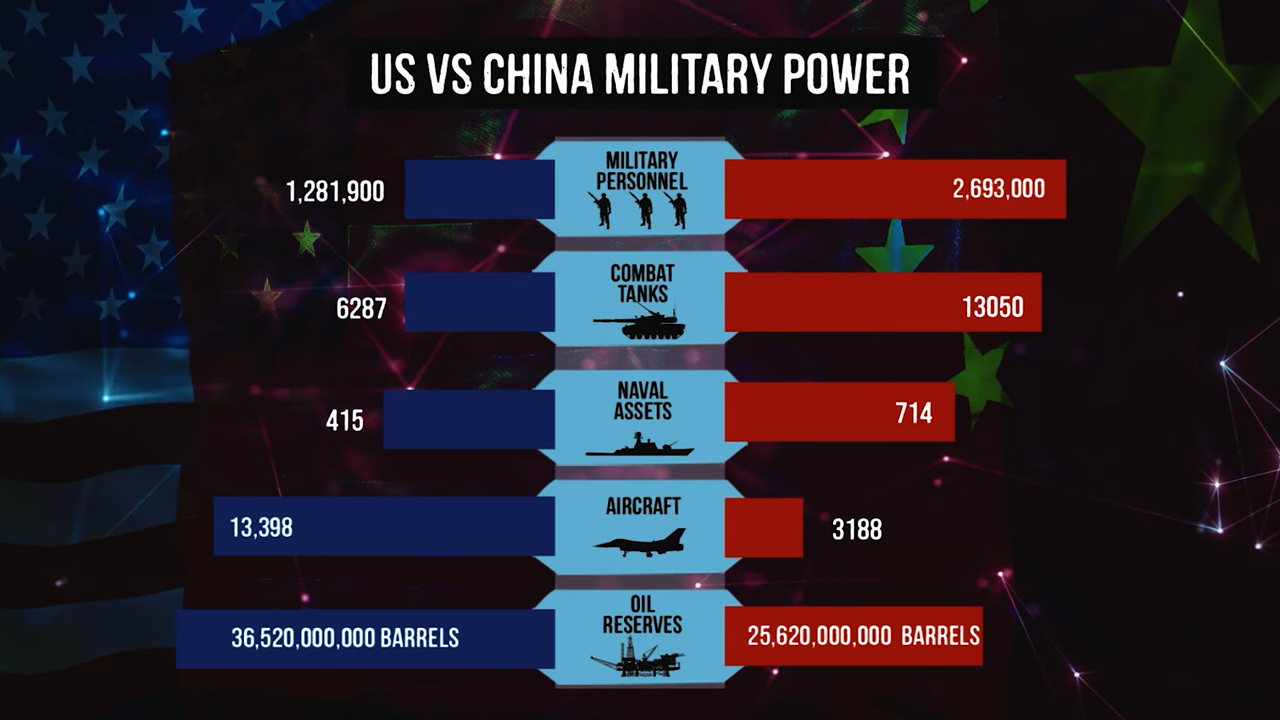 US VS CHINA MILITARY POWER
MILITARY
PERSONNEL
1,281,900
2,693,000
COMBAT
TANKS
6287
13050
NAVAL
ASSETS
415
714
AIRCRAFT
13,398
3188
OIL
RESERVES
36,520,000,000 BARRELS
25,620,000,000 BARRELS